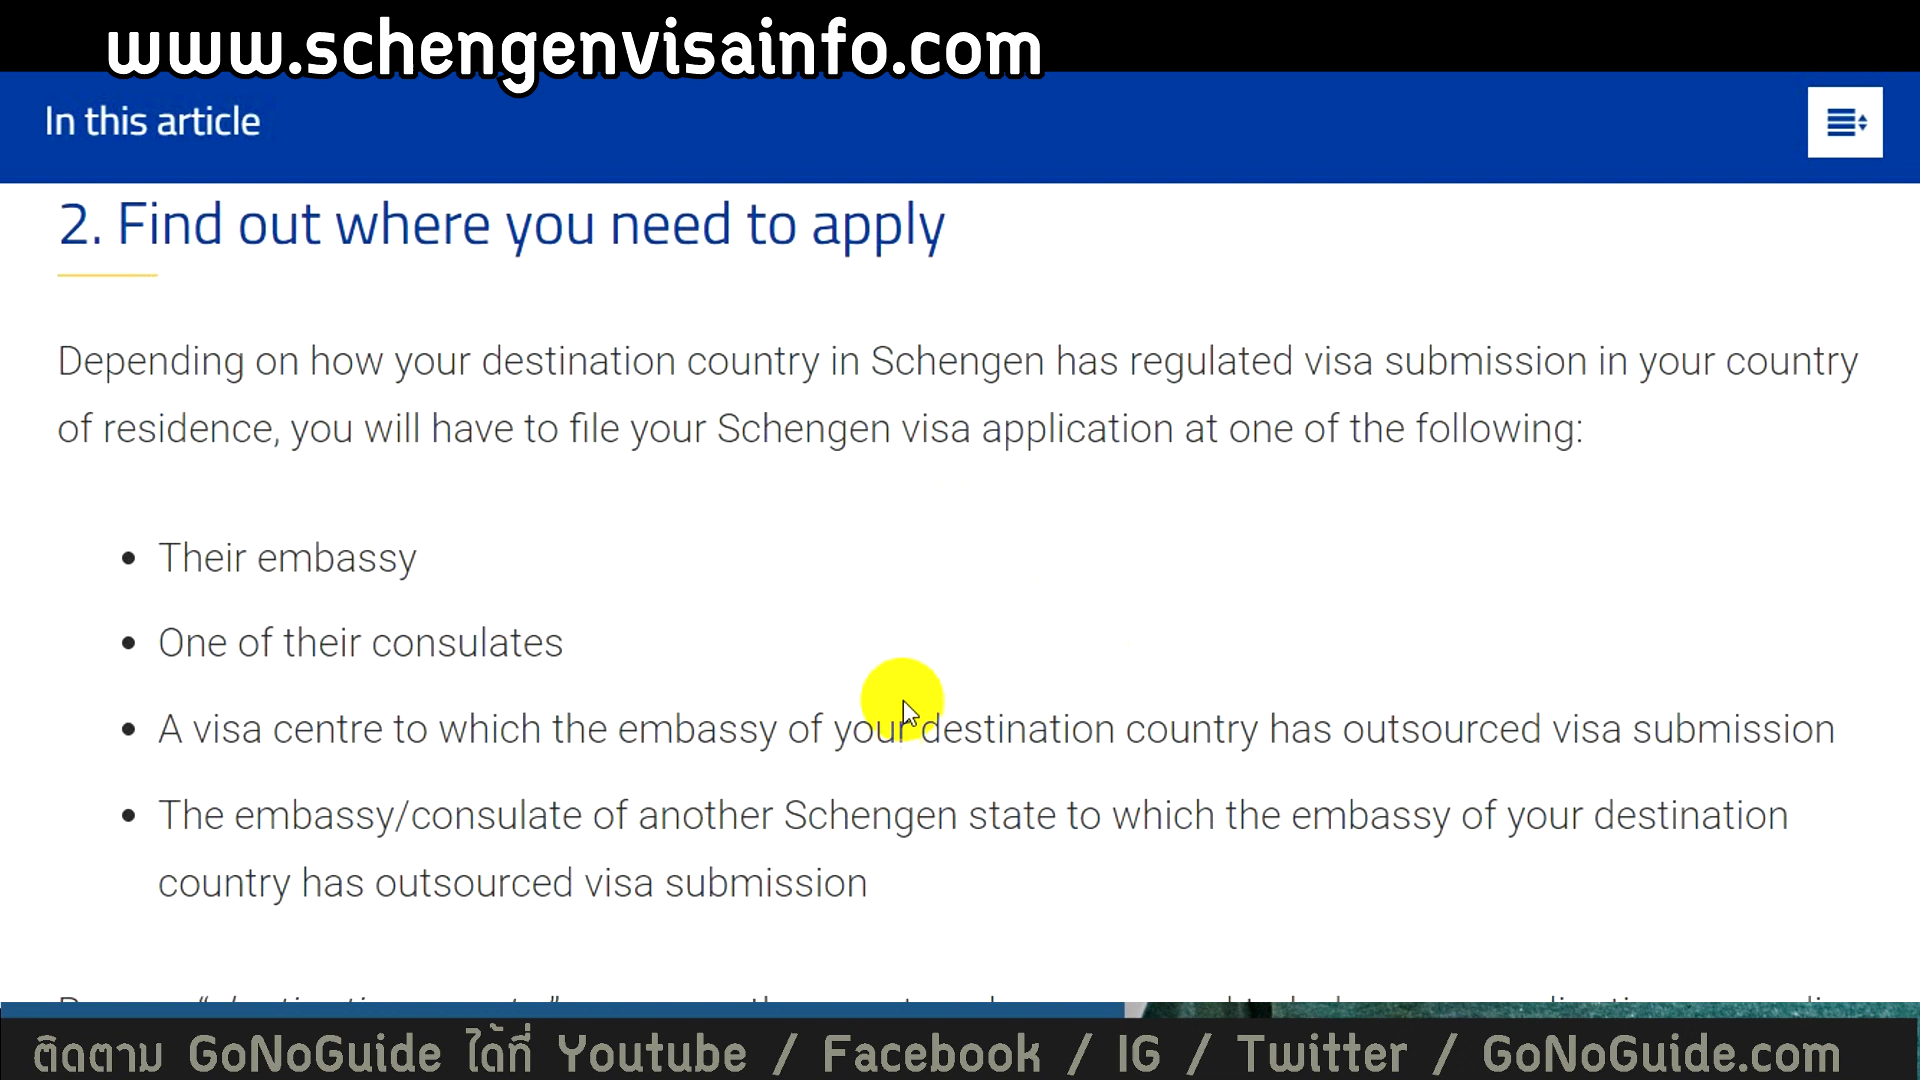 www.schengenvisainfo.com
In this article
2. Find out where you need to apply
Depending on how your destination country in Schengen has regulated visa submission in your country
of residence, you will have to file your Schengen visa application at one of the following:
• Their embassy
• One of their consulates
• A visa centre to which the embassy of your destination country has outsourced visa submission
• The embassy/consulate of another Schengen state to which the embassy of your destination
country has outsourced visa submission
ติดตาม GoNoGuide ได้ที่ Youtube / Facebook / IG / Twitter / GoNoGuide.com